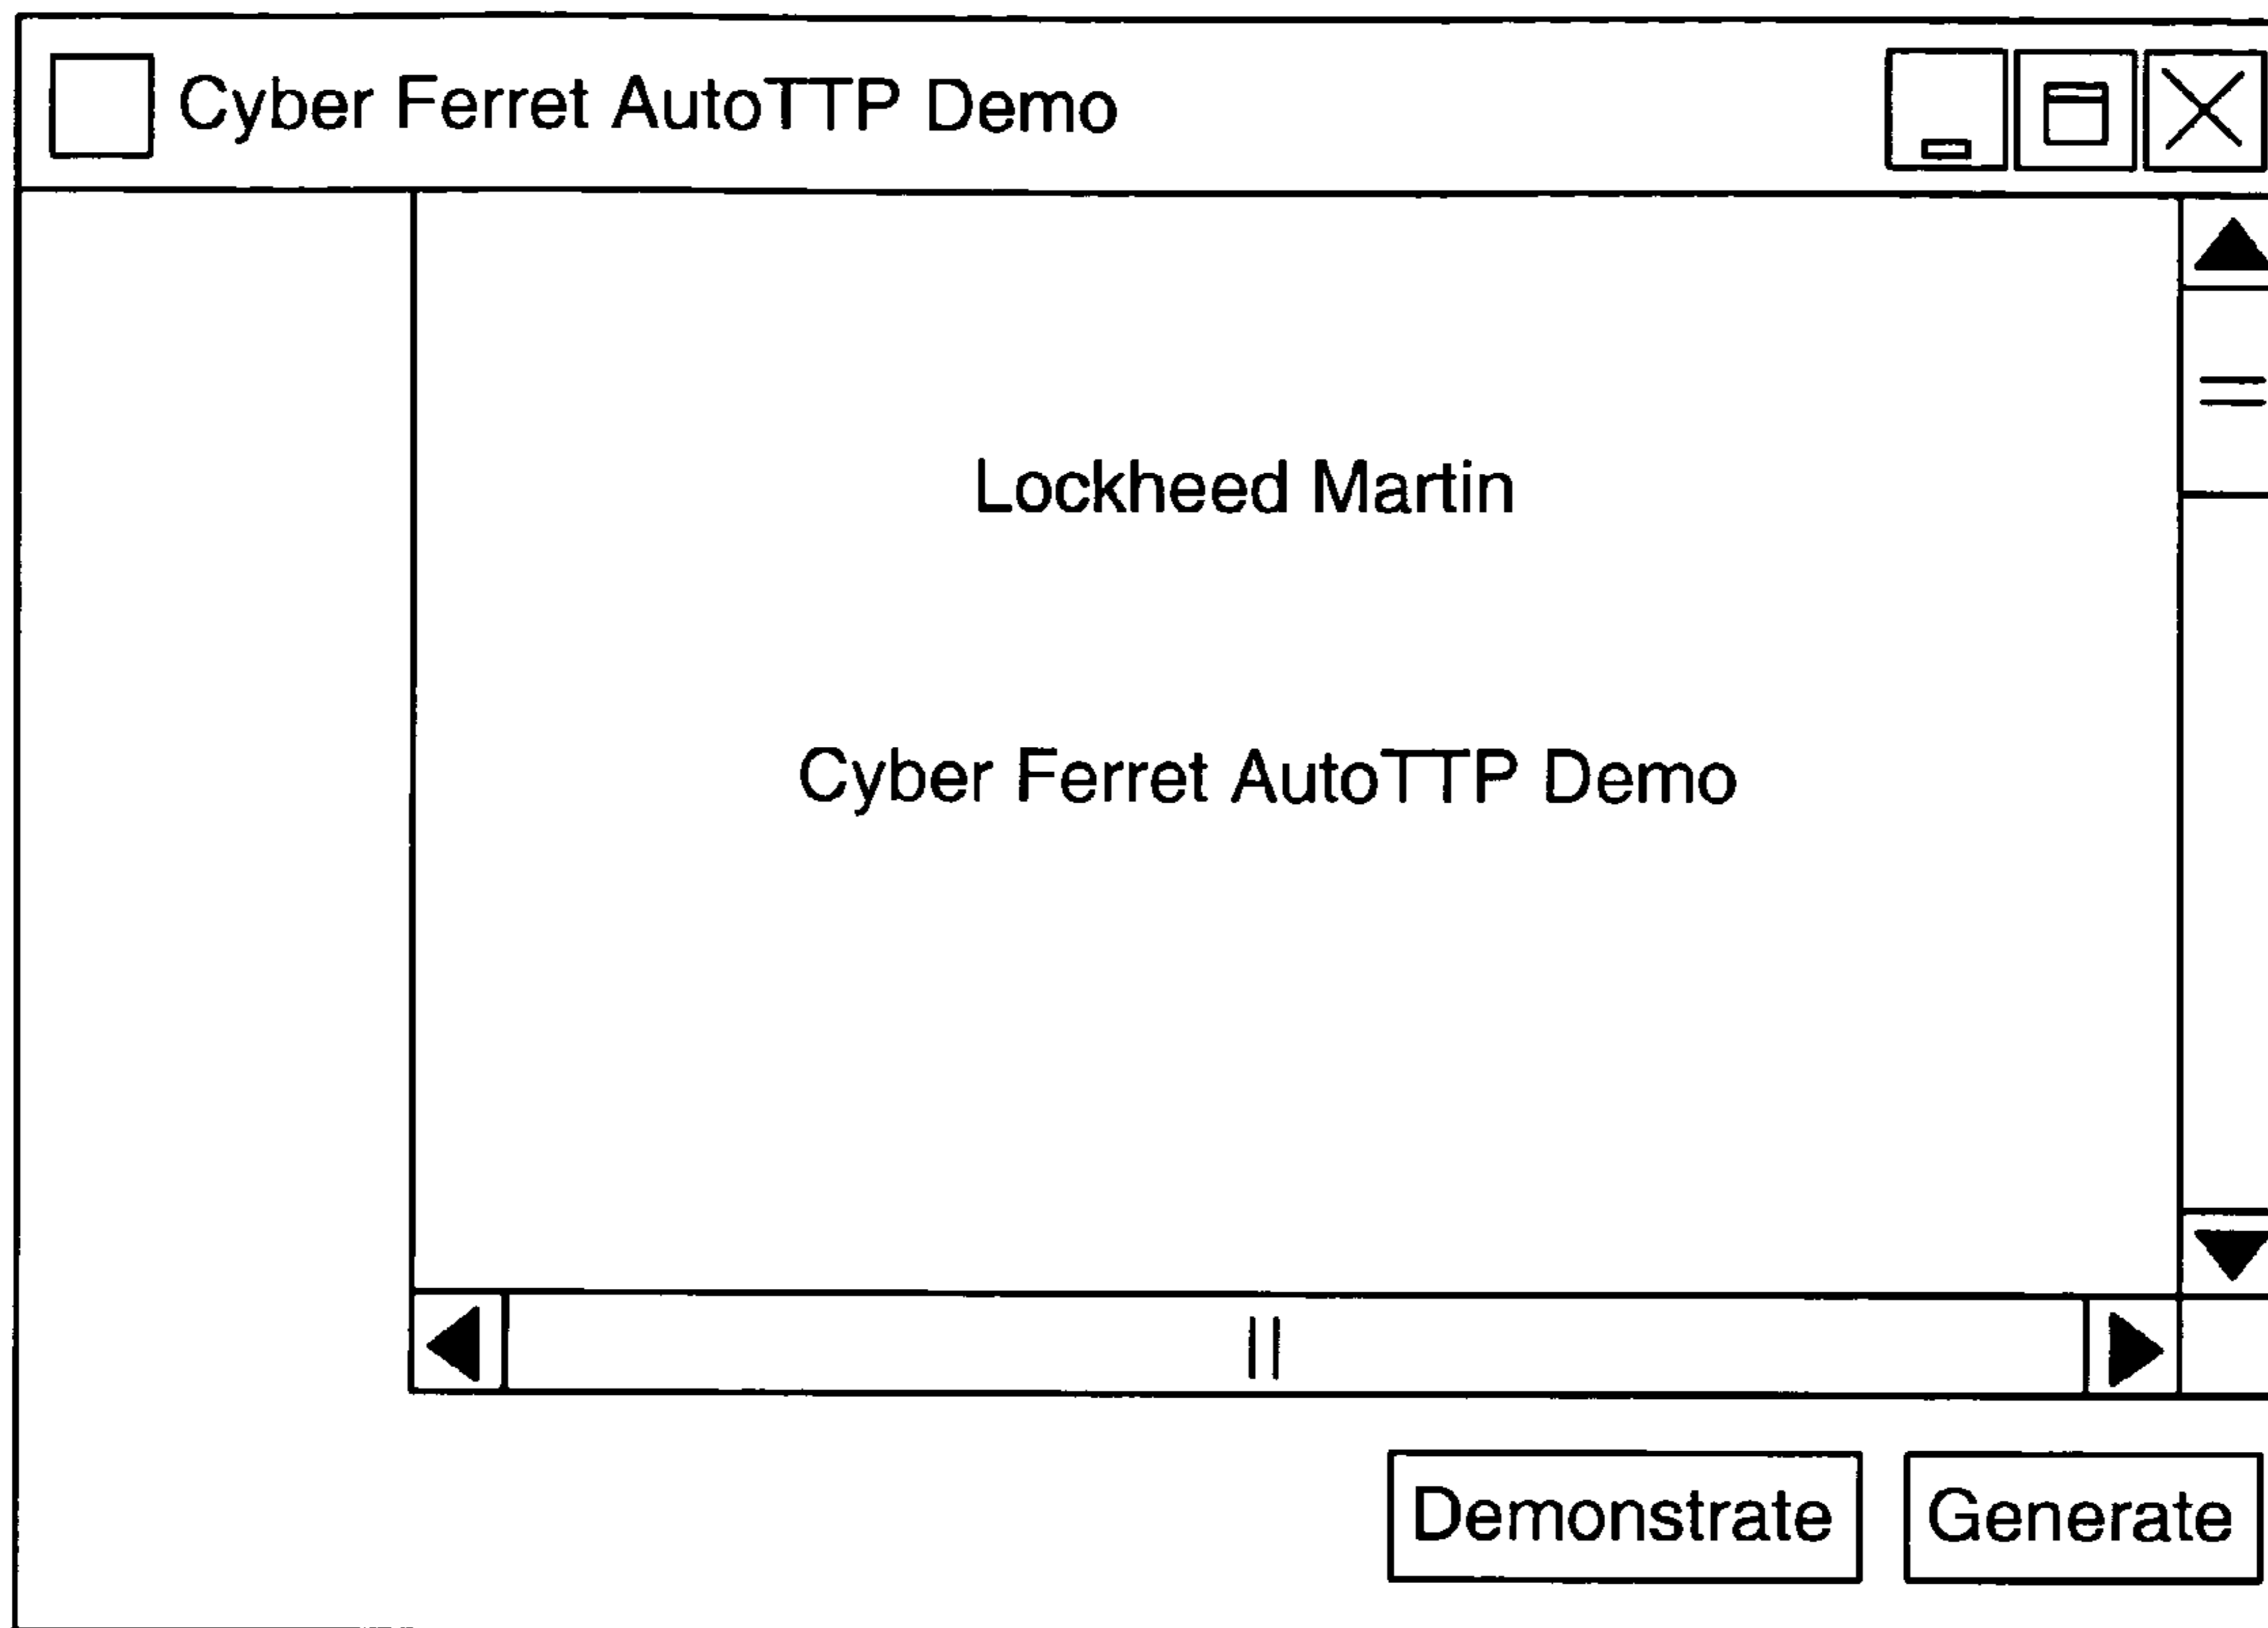 Cyber Ferret AutoTTP Demo
Lockheed Martin
Cyber Ferret AutoTTP Demo
Demonstrate Generate